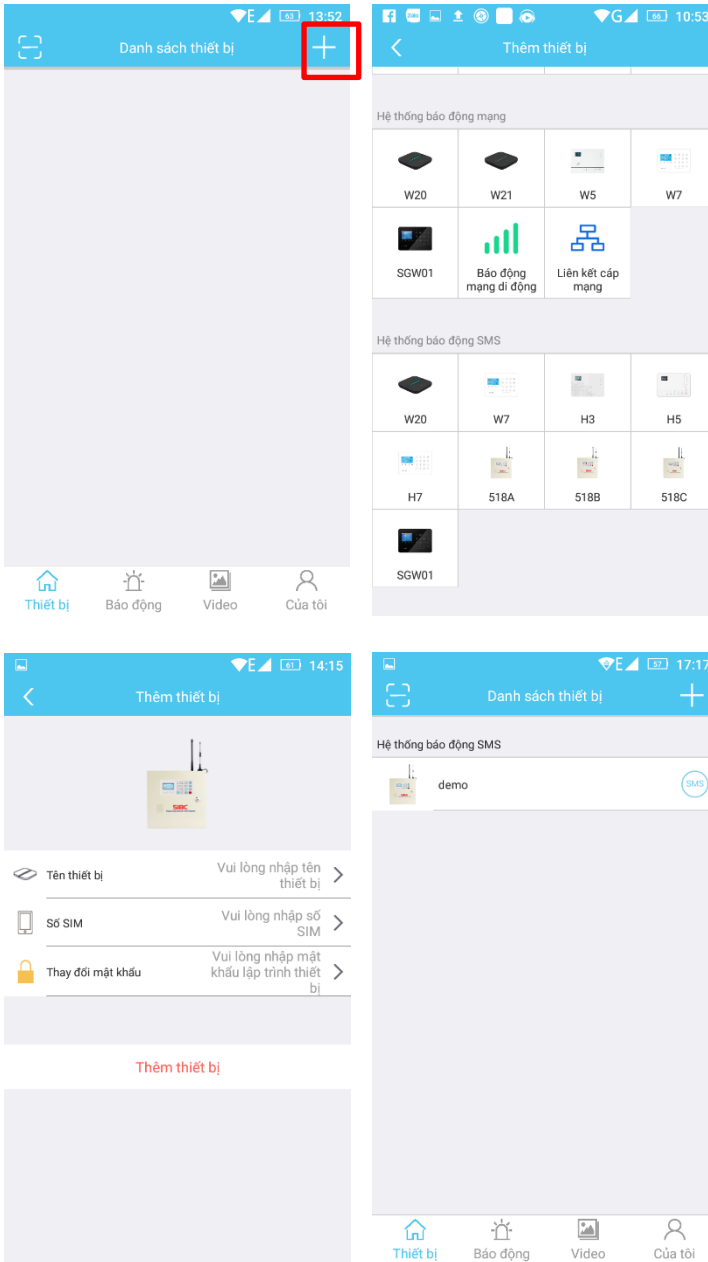 E 63 13:52
Danh sách thiết bị
Thiết bị Báo động Video Của tôi
G 66 10:53
Thêm thiết bị
Hệ thống báo động mạng
W20 W21 W5 W7
SGW01 Báo động Liên kết cáp
mạng di động mạng
Hệ thống báo động SMS
W20 W7 H3 H5
H7 518A 518B 518C
SGW01
E 61 14:15
Thêm thiết bị
Tên thiết bị Vui lòng nhập tên
thiết bị
Số SIM Vui lòng nhập số
SIM
Thay đổi mật khẩu Vui lòng nhập mật
khẩu lập trình thiết
bị
Thêm thiết bị
E 57 17:17
Danh sách thiết bị
Hệ thống báo động SMS
demo SMS
Thiết bị Báo động Video Của tôi